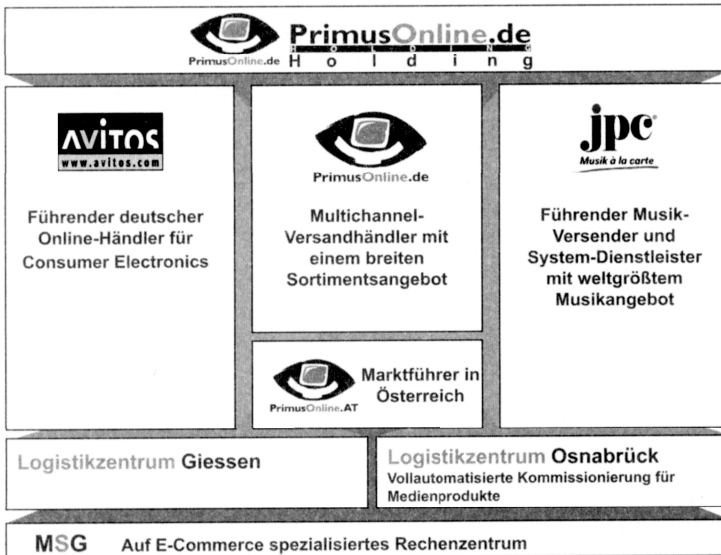 PrimusOnline.de
PrimusOnline.de
HOLDING
Holding
AVITOS
www.avitos.com
Führender deutscher
Online-Händler für
Consumer Electronics
PrimusOnline.de
Multichannel-
Versandhändler mit
einem breiten
Sortimentsangebot
jpc®
Musik à la carte
Führender Musik-
Versender und
System-Dienstleister
mit weltgrößtem
Musikangebot
PrimusOnline.AT
Marktführer in
Österreich
Logistikzentrum Giessen
Logistikzentrum Osnabrück
Vollautomatisierte Kommissionierung für
Medienprodukte
MSG Auf E-Commerce spezialisiertes Rechenzentrum